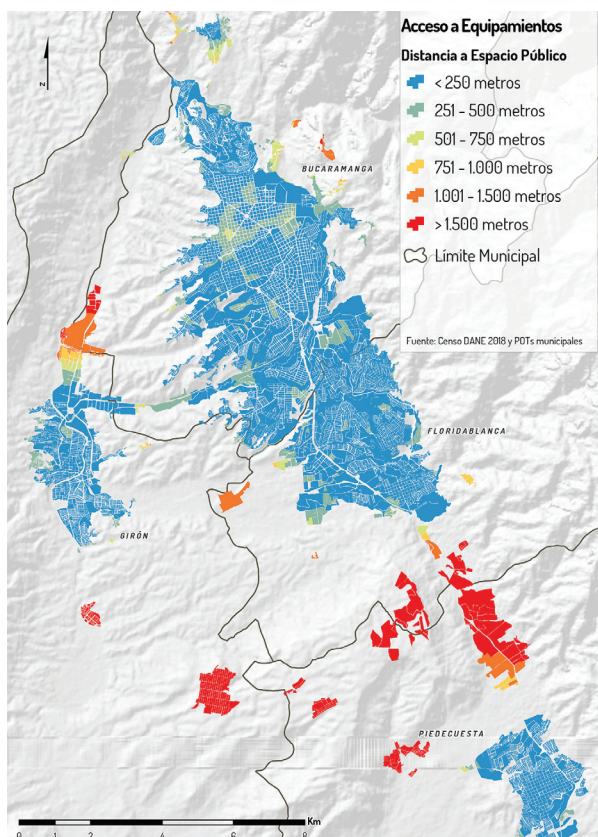 Acceso a Equipamientos
Distancia a Espacio Público
< 250 metros
251 - 500 metros
501 - 750 metros
751 - 1.000 metros
1.001 - 1.500 metros
> 1.500 metros
Límite Municipal
Fuente: Censo DANE 2018 y POTs municipales
N
BUCARAMANGA
FLORIDABLANCA
GIRÓN
PIEDECUESTA
Km
0 1 2 4 6 8